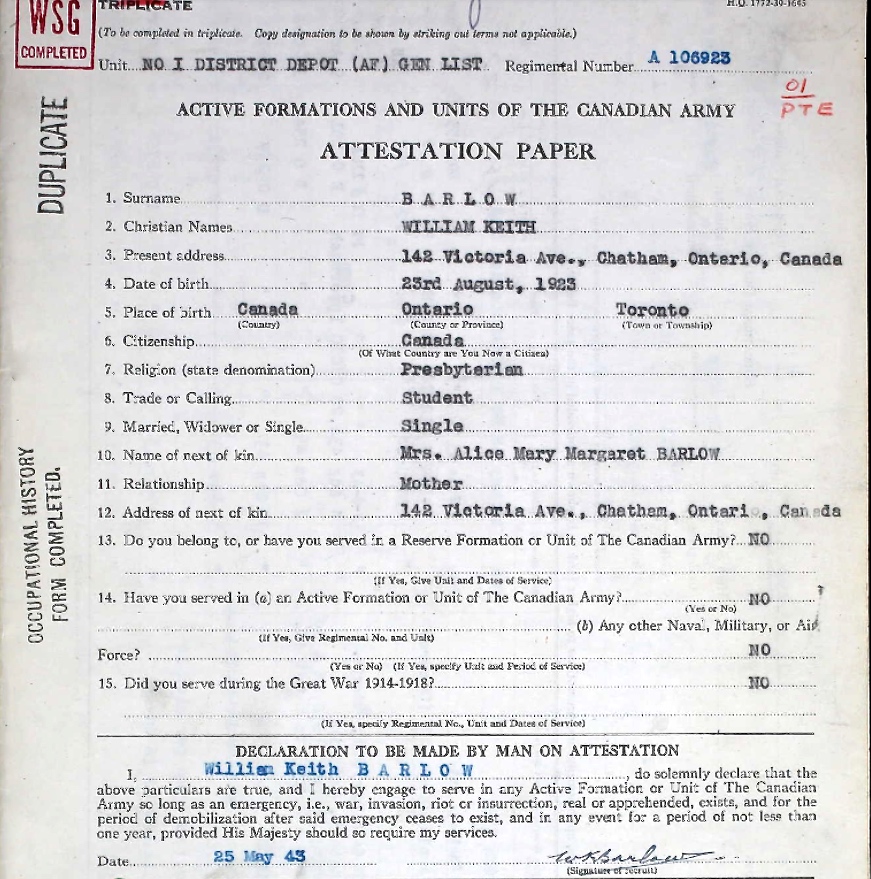 WSG
COMPLETED
TRIPLICATE
H.Q. 1772-39-1643
(To be completed in triplicate. Copy designation to be shown by striking out terms not applicable.)
Unit NO I DISTRICT DEPOT (AF) GEN LIST Regimental Number A 106923
01
PTE
DUPLICATE
ACTIVE FORMATIONS AND UNITS OF THE CANADIAN ARMY
ATTESTATION PAPER
1. Surname BARLOW
2. Christian Names WILLIAM KEITH
3. Present address 142 Victoria Ave., Chatham, Ontario, Canada
4. Date of birth 23rd August, 1923
5. Place of birth Canada Ontario Toronto
(Country) (County or Province) (Town or Township)
6. Citizenship Canada
(Of What Country are You Now a Citizen)
7. Religion (state denomination) Presbyterian
8. Trade or Calling Student
9. Married, Widower or Single Single
10. Name of next of kin Mrs. Alice Mary Margaret BARLOW
11. Relationship Mother
12. Address of next of kin 142 Victoria Ave., Chatham, Ontari , Canada
13. Do you belong to, or have you served in a Reserve Formation or Unit of The Canadian Army? NO
(If Yes, Give Unit and Dates of Service)
OCCUPATIONAL HISTORY
FORM COMPLETED.
14. Have you served in (a) an Active Formation or Unit of The Canadian Army? NO
(Yes or No)
(b) Any other Naval, Military, or Air
(If Yes, Give Regimental No. and Unit)
Force? NO
(Yes or No) (If Yes, specify Unit and Period of Service)
15. Did you serve during the Great War 1914-1918? NO
(If Yes, specify Regimental No., Unit and Dates of Service)
DECLARATION TO BE MADE BY MAN ON ATTESTATION
I, William Keith BARLOW, do solemnly declare that the
above particulars are true, and I hereby engage to serve in any Active Formation or Unit of The Canadian
Army so long as an emergency, i.e., war, invasion, riot or insurrection, real or apprehended, exists, and for the
period of demobilization after said emergency ceases to exist, and in any event for a period of not less than
one year, provided His Majesty should so require my services.
Date 25 May 43 WKBarlow
(Signature of recruit)